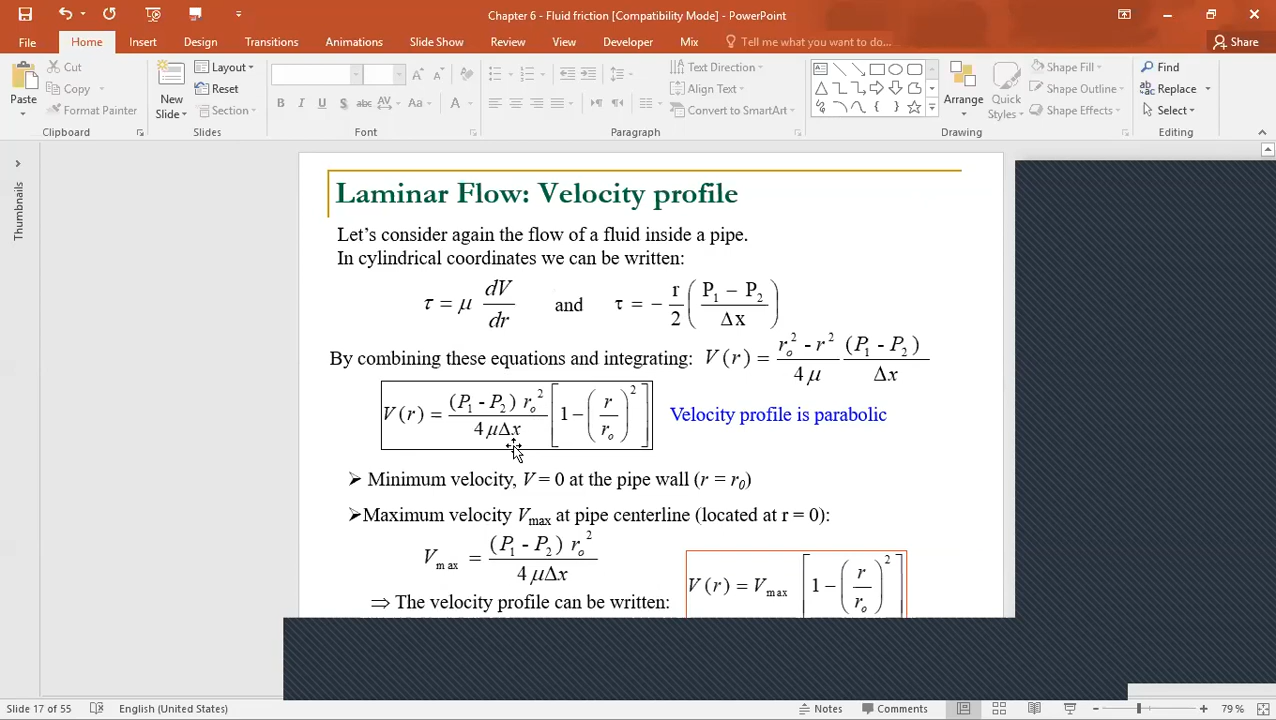 Chapter 6 - Fluid friction [Compatibility Mode] - PowerPoint
File Home Insert Design Transitions Animations Slide Show Review View Developer Mix Tell me what you want to do... Share
Paste
Cut
Copy
Format Painter
Clipboard
New Slide
Layout
Reset
Section
Slides
B I U S abc AV Aa A
Font
Paragraph
Text Direction
Align Text
Convert to SmartArt
Arrange
Quick Styles
Shape Fill
Shape Outline
Shape Effects
Drawing
Find
Replace
Select
Editing
Thumbnails
Laminar Flow: Velocity profile
Let's consider again the flow of a fluid inside a pipe.
In cylindrical coordinates we can be written:
τ = μ dV/dr and τ = − r/2 ( P₁ − P₂ / Δx )
By combining these equations and integrating: V(r) = (rₒ² - r²)/(4μ) (P₁ - P₂)/Δx
V(r) = (P₁ - P₂) rₒ² / 4μΔx [1 − (r/rₒ)²] Velocity profile is parabolic
➢ Minimum velocity, V = 0 at the pipe wall (r = r₀)
➢Maximum velocity Vmax at pipe centerline (located at r = 0):
Vmax = (P₁ - P₂) rₒ² / 4μΔx
⇒ The velocity profile can be written: V(r) = Vmax [1 − (r/rₒ)²]
Slide 17 of 55 English (United States) Notes Comments 79 %